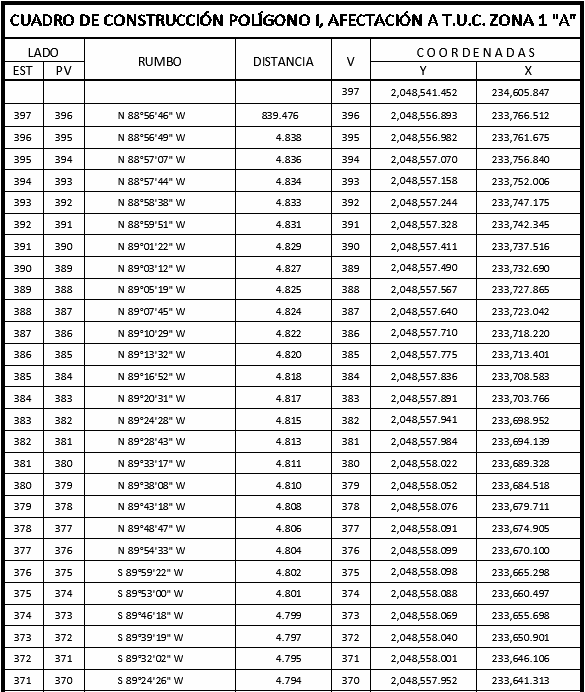 CUADRO DE CONSTRUCCIÓN POLÍGONO I, AFECTACIÓN A T.U.C. ZONA 1 "A"
LADO RUMBO DISTANCIA V COORDENADAS
EST PV Y X
397 2,048,541.452 234,605.847
397 396 N 88°56'46" W 839.476 396 2,048,556.893 233,766.512
396 395 N 88°56'49" W 4.838 395 2,048,556.982 233,761.675
395 394 N 88°57'07" W 4.836 394 2,048,557.070 233,756.840
394 393 N 88°57'44" W 4.834 393 2,048,557.158 233,752.006
393 392 N 88°58'38" W 4.833 392 2,048,557.244 233,747.175
392 391 N 88°59'51" W 4.831 391 2,048,557.328 233,742.345
391 390 N 89°01'22" W 4.829 390 2,048,557.411 233,737.516
390 389 N 89°03'12" W 4.827 389 2,048,557.490 233,732.690
389 388 N 89°05'19" W 4.825 388 2,048,557.567 233,727.865
388 387 N 89°07'45" W 4.824 387 2,048,557.640 233,723.042
387 386 N 89°10'29" W 4.822 386 2,048,557.710 233,718.220
386 385 N 89°13'32" W 4.820 385 2,048,557.775 233,713.401
385 384 N 89°16'52" W 4.818 384 2,048,557.836 233,708.583
384 383 N 89°20'31" W 4.817 383 2,048,557.891 233,703.766
383 382 N 89°24'28" W 4.815 382 2,048,557.941 233,698.952
382 381 N 89°28'43" W 4.813 381 2,048,557.984 233,694.139
381 380 N 89°33'17" W 4.811 380 2,048,558.022 233,689.328
380 379 N 89°38'08" W 4.810 379 2,048,558.052 233,684.518
379 378 N 89°43'18" W 4.808 378 2,048,558.076 233,679.711
378 377 N 89°48'47" W 4.806 377 2,048,558.091 233,674.905
377 376 N 89°54'33" W 4.804 376 2,048,558.099 233,670.100
376 375 S 89°59'22" W 4.802 375 2,048,558.098 233,665.298
375 374 S 89°53'00" W 4.801 374 2,048,558.088 233,660.497
374 373 S 89°46'18" W 4.799 373 2,048,558.069 233,655.698
373 372 S 89°39'19" W 4.797 372 2,048,558.040 233,650.901
372 371 S 89°32'02" W 4.795 371 2,048,558.001 233,646.106
371 370 S 89°24'26" W 4.794 370 2,048,557.952 233,641.313